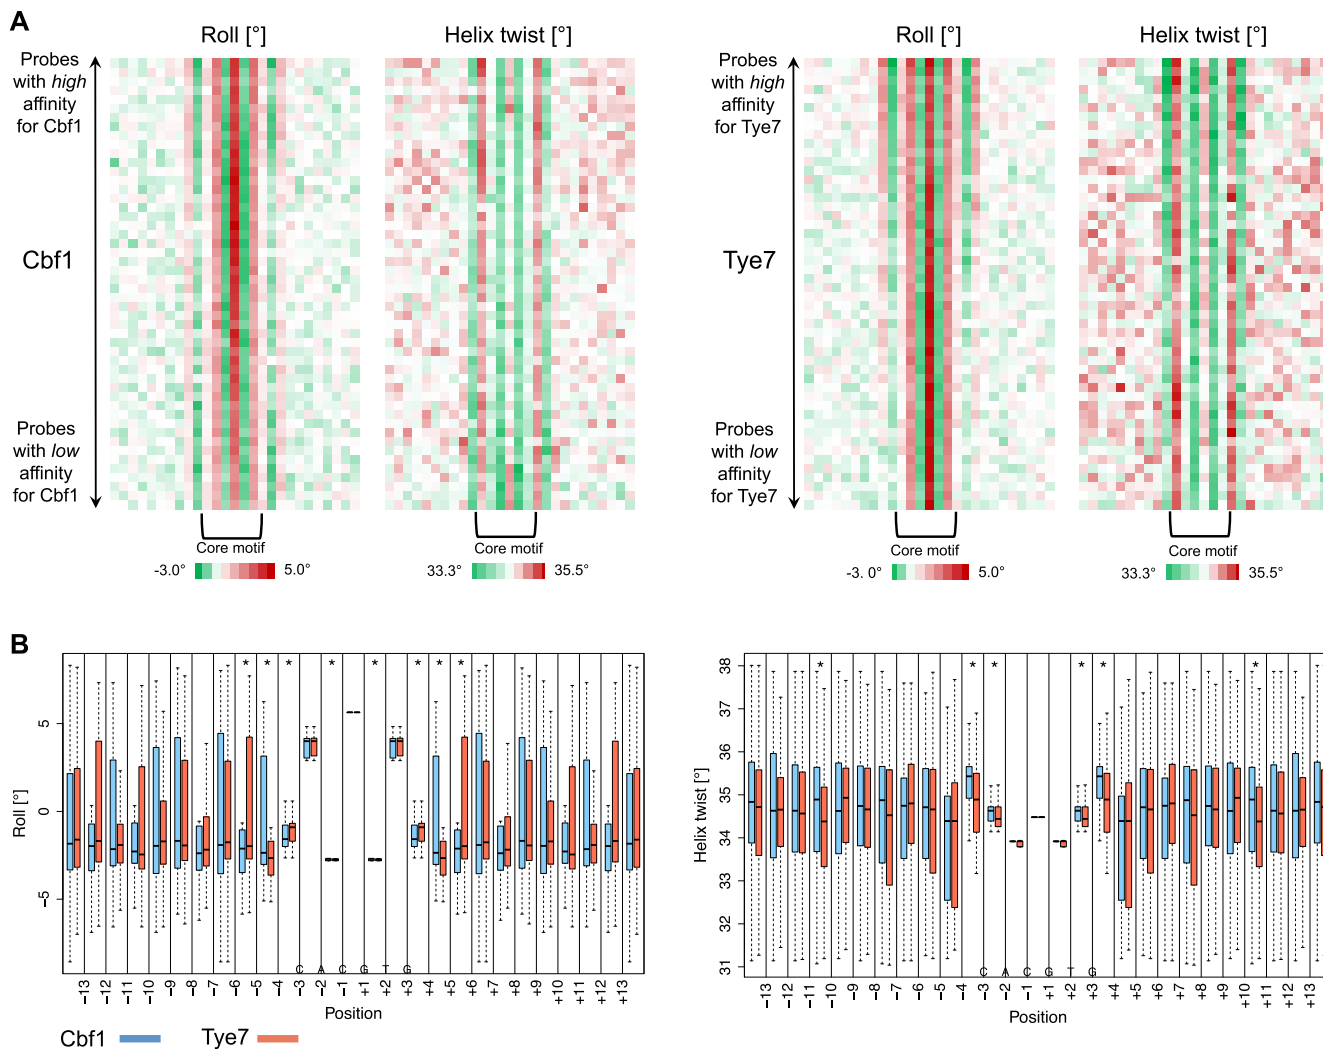 A
Roll [°]
Helix twist [°]
Roll [°]
Helix twist [°]
Probes
with high
affinity
for Cbf1
Cbf1
Probes
with low
affinity
for Cbf1
Probes
with high
affinity
for Tye7
Tye7
Probes
with low
affinity
for Tye7
Core motif
-3.0° 5.0°
Core motif
33.3° 35.5°
Core motif
-3. 0° 5.0°
Core motif
33.3° 35.5°
B
Roll [°]
5
0
−5
* * * * * * * *
C A C G T G
−13 −12 −11 −10 −9 −8 −7 −6 −5 −4 −3 −2 −1 +1 +2 +3 +4 +5 +6 +7 +8 +9 +10 +11 +12 +13
Position
Cbf1 Tye7
Helix twist [°]
38
37
36
35
34
33
32
31
* * * * * *
C A C G T G
−13 −12 −11 −10 −9 −8 −7 −6 −5 −4 −3 −2 −1 +1 +2 +3 +4 +5 +6 +7 +8 +9 +10 +11 +12 +13
Position